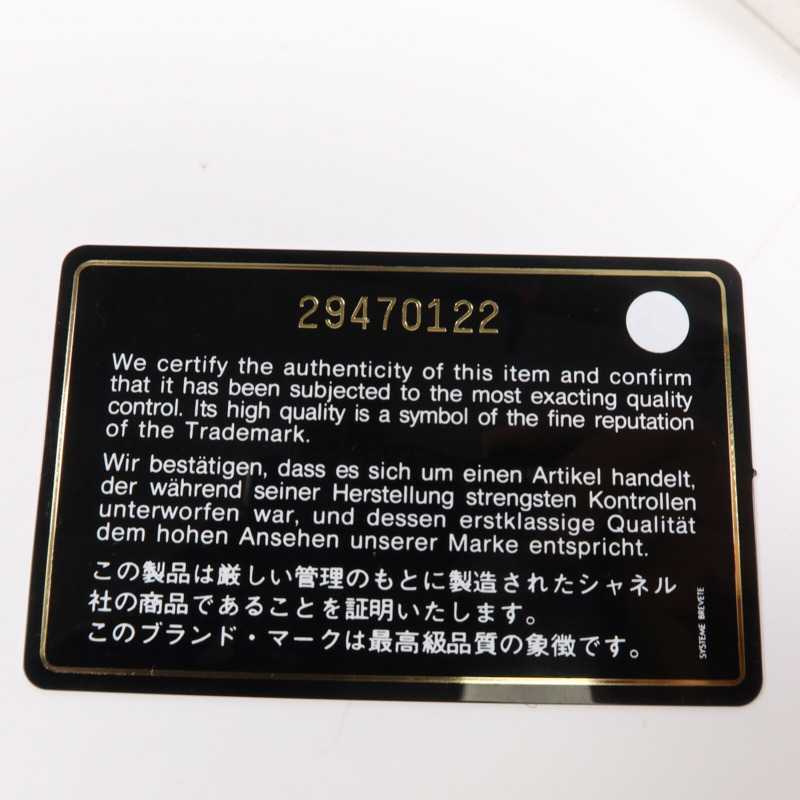 29470122
We certify the authenticity of this item and confirm
that it has been subjected to the most exacting quality
control. Its high quality is a symbol of the fine reputation
of the Trademark.
Wir bestätigen, dass es sich um einen Artikel handelt,
der während seiner Herstellung strengsten Kontrollen
unterworfen war, und dessen erstklassige Qualität
dem hohen Ansehen unserer Marke entspricht.
この製品は厳しい管理のもとに製造されたシャネル
社の商品であることを証明いたします。
このブランド・マークは最高級品質の象徴です。
SYSTEME BREVETE